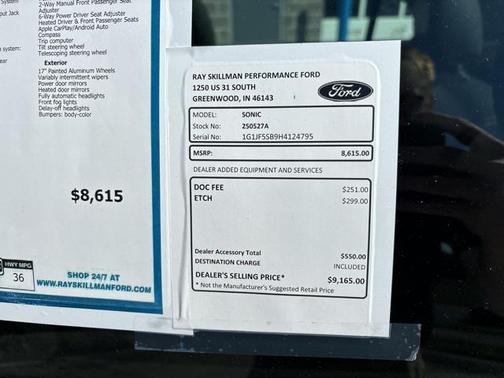 System
2-Way Manual Front Passenger Seat
Adjuster
put Jack
6-Way Power Driver Seat Adjuster
Heated Driver & Front Passenger Seats
Apple CarPlay/Android Auto
Compass
Trip computer
system:
Tilt steering wheel
Telescoping steering wheel
ear
Exterior
17" Painted Aluminum Wheels
Variably intermittent wipers
Power door mirrors
Heated door mirrors
Fully automatic headlights
Front fog lights
Delay-off headlights
Bumpers: body-color
$8,615
HWY MPG
36
SHOP 24/7 AT
WWW.RAYSKILLMANFORD.COM
RAY SKILLMAN PERFORMANCE FORD
1250 US 31 SOUTH
GREENWOOD, IN 46143
Ford
MODEL: SONIC
Stock No: 250527A
Serial No: 1G1JF5SB9H4124795
MSRP: 8,615.00
DEALER ADDED EQUIPMENT AND SERVICES
DOC FEE $251.00
ETCH $299.00
Dealer Accessory Total $550.00
DESTINATION CHARGE INCLUDED
DEALER'S SELLING PRICE* $9,165.00
* Not the Manufacturer's Suggested Retail Price